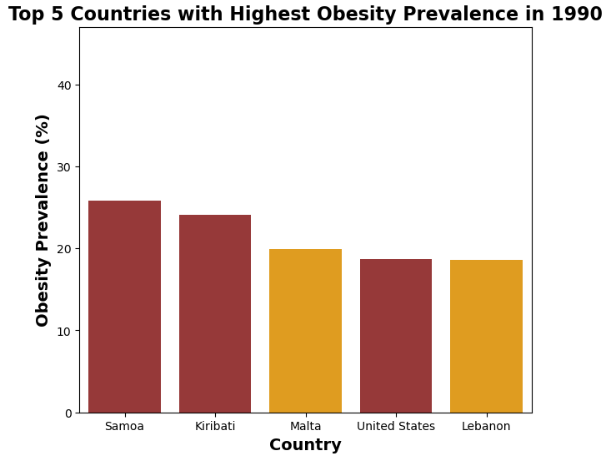 Top 5 Countries with Highest Obesity Prevalence in 1990
Obesity Prevalence (%)
40
30
20
10
0
Samoa Kiribati Malta United States Lebanon
Country